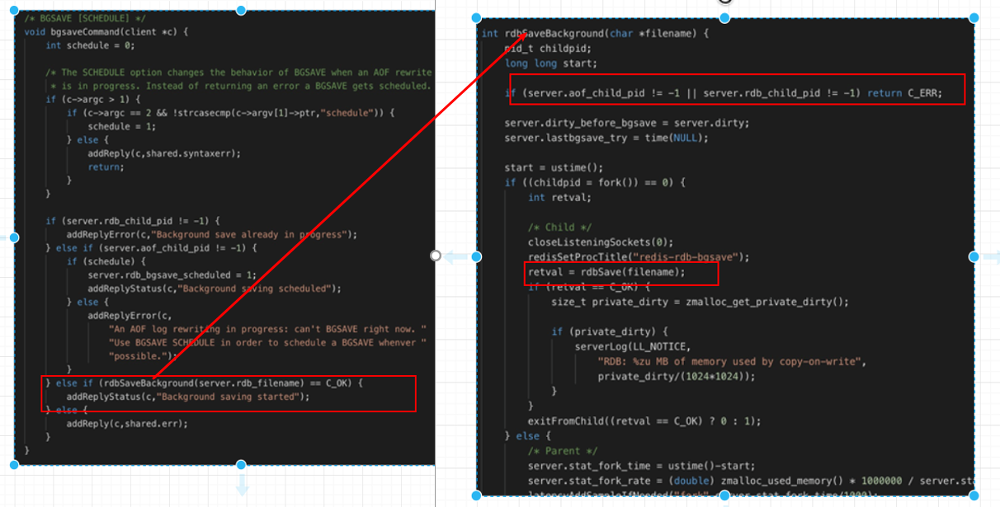 /* BGSAVE [SCHEDULE] */
void bgsaveCommand(client *c) {
    int schedule = 0;

    /* The SCHEDULE option changes the behavior of BGSAVE when an AOF rewrite
     * is in progress. Instead of returning an error a BGSAVE gets scheduled.
    if (c->argc > 1) {
        if (c->argc == 2 && !strcasecmp(c->argv[1]->ptr,"schedule")) {
            schedule = 1;
        } else {
            addReply(c,shared.syntaxerr);
            return;
        }
    }

    if (server.rdb_child_pid != -1) {
        addReplyError(c,"Background save already in progress");
    } else if (server.aof_child_pid != -1) {
        if (schedule) {
            server.rdb_bgsave_scheduled = 1;
            addReplyStatus(c,"Background saving scheduled");
        } else {
            addReplyError(c,
                "An AOF log rewriting in progress: can't BGSAVE right now. "
                "Use BGSAVE SCHEDULE in order to schedule a BGSAVE whenver "
                "possible.");
        }
    } else if (rdbSaveBackground(server.rdb_filename) == C_OK) {
        addReplyStatus(c,"Background saving started");
    } else {
        addReply(c,shared.err);
    }
}
int rdbSaveBackground(char *filename) {
    pid_t childpid;
    long long start;

    if (server.aof_child_pid != -1 || server.rdb_child_pid != -1) return C_ERR;

    server.dirty_before_bgsave = server.dirty;
    server.lastbgsave_try = time(NULL);

    start = ustime();
    if ((childpid = fork()) == 0) {
        int retval;

        /* Child */
        closeListeningSockets(0);
        redisSetProcTitle("redis-rdb-bgsave");
        retval = rdbSave(filename);
        if (retval == C_OK) {
            size_t private_dirty = zmalloc_get_private_dirty();

            if (private_dirty) {
                serverLog(LL_NOTICE,
                    "RDB: %zu MB of memory used by copy-on-write",
                    private_dirty/(1024*1024));
            }
        }
        exitFromChild((retval == C_OK) ? 0 : 1);
    } else {
        /* Parent */
        server.stat_fork_time = ustime()-start;
        server.stat_fork_rate = (double) zmalloc_used_memory() * 1000000 / server.sta
        latencyAddSampleIfNeeded("fork",server.stat_fork_time/1000);